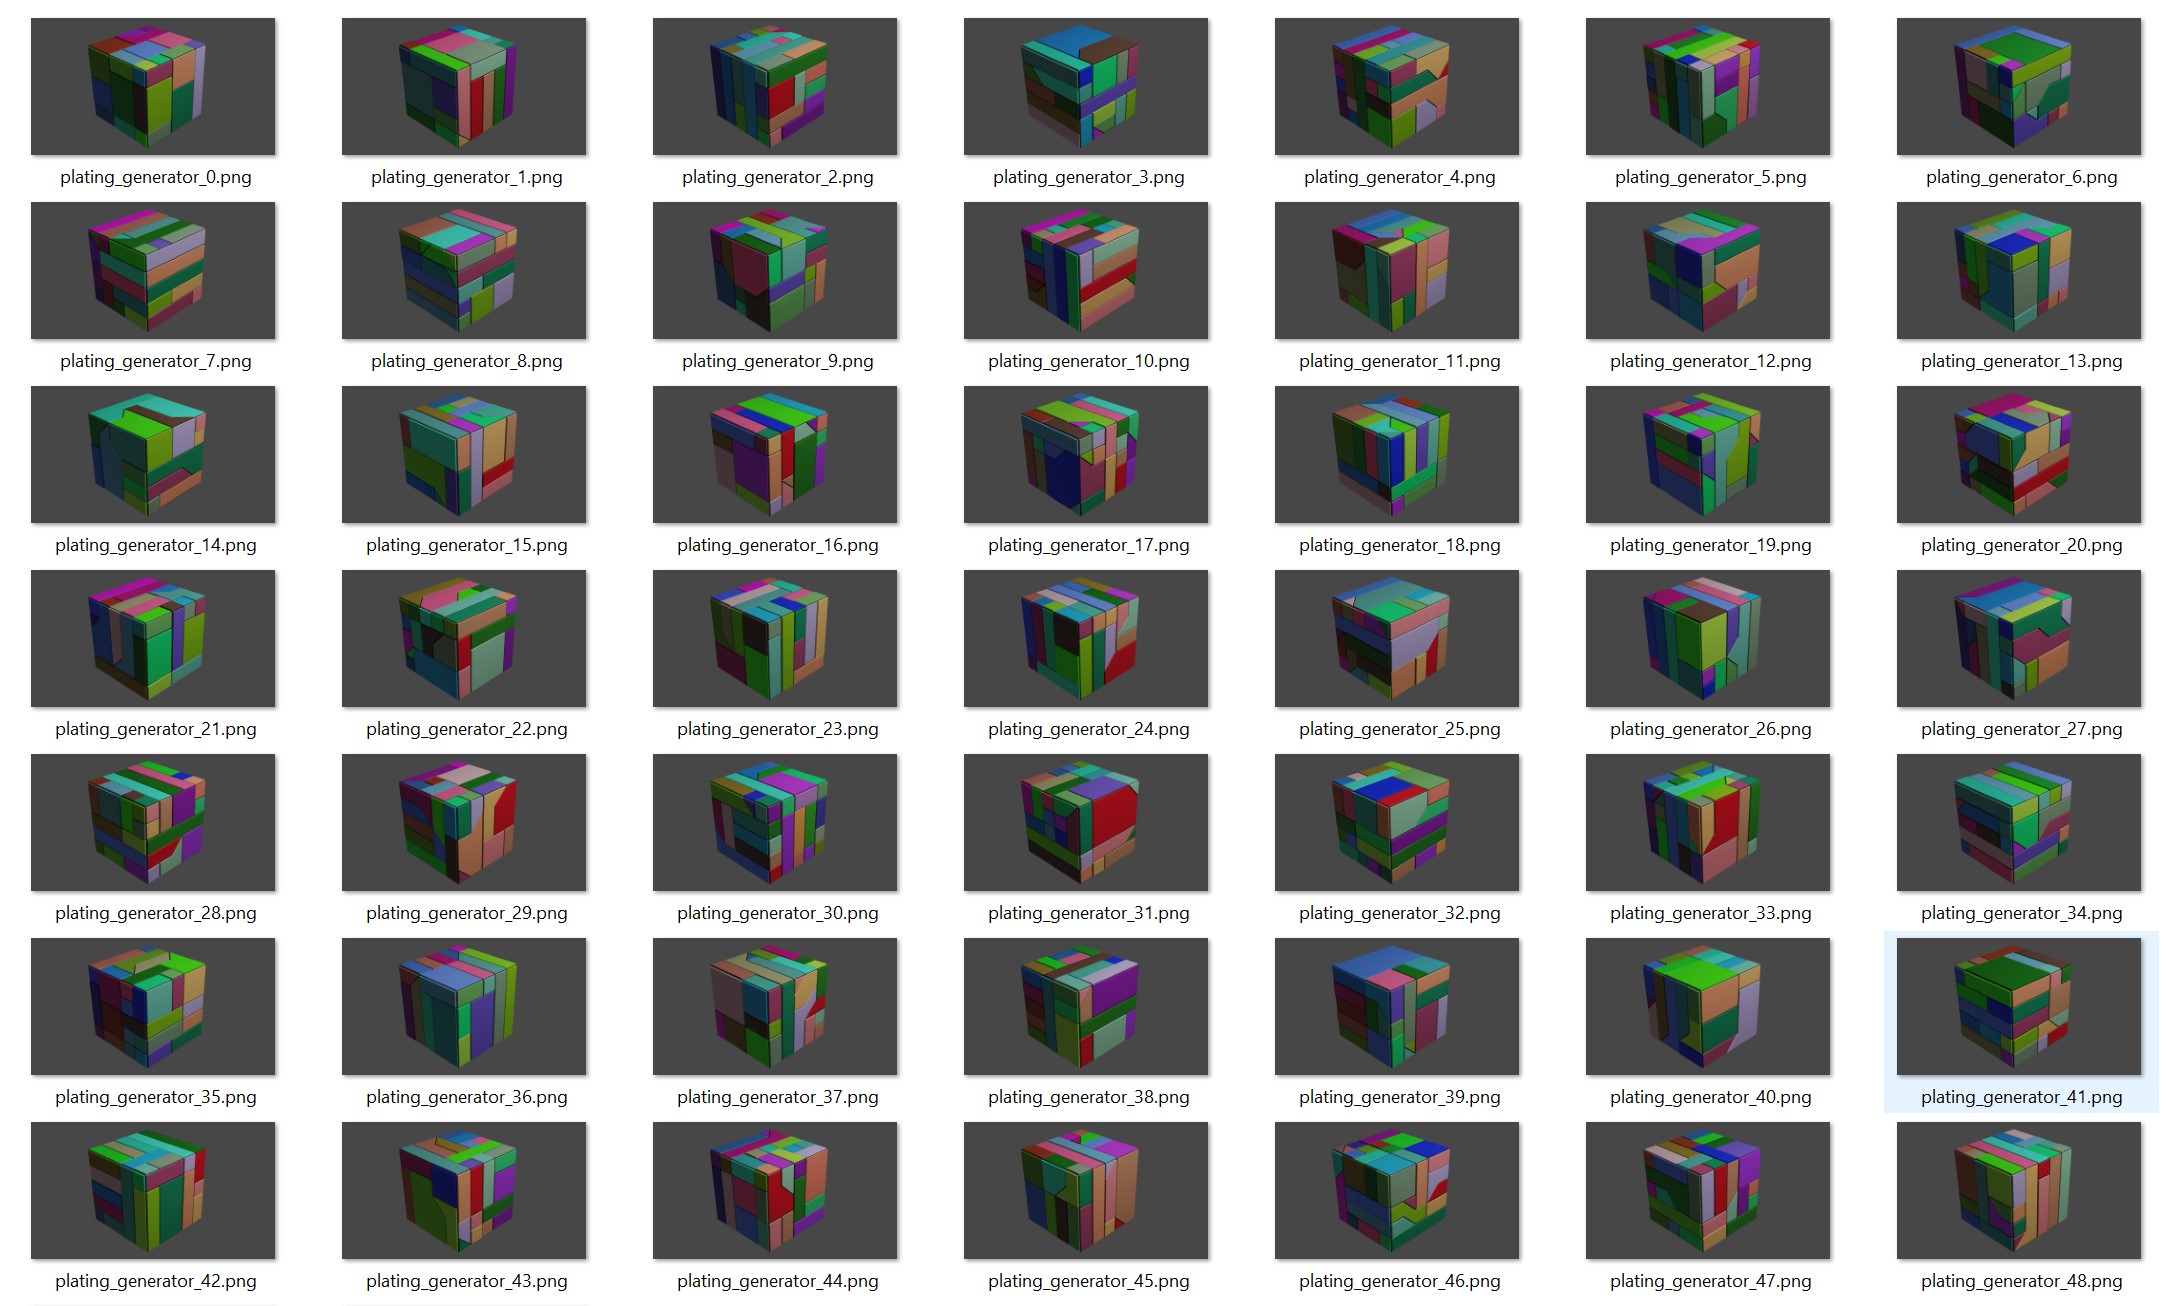 plating_generator_0.png plating_generator_1.png plating_generator_2.png plating_generator_3.png plating_generator_4.png plating_generator_5.png plating_generator_6.png
plating_generator_7.png plating_generator_8.png plating_generator_9.png plating_generator_10.png plating_generator_11.png plating_generator_12.png plating_generator_13.png
plating_generator_14.png plating_generator_15.png plating_generator_16.png plating_generator_17.png plating_generator_18.png plating_generator_19.png plating_generator_20.png
plating_generator_21.png plating_generator_22.png plating_generator_23.png plating_generator_24.png plating_generator_25.png plating_generator_26.png plating_generator_27.png
plating_generator_28.png plating_generator_29.png plating_generator_30.png plating_generator_31.png plating_generator_32.png plating_generator_33.png plating_generator_34.png
plating_generator_35.png plating_generator_36.png plating_generator_37.png plating_generator_38.png plating_generator_39.png plating_generator_40.png plating_generator_41.png
plating_generator_42.png plating_generator_43.png plating_generator_44.png plating_generator_45.png plating_generator_46.png plating_generator_47.png plating_generator_48.png